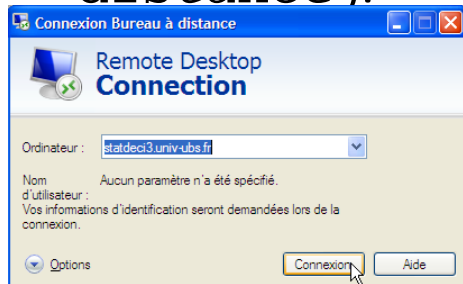 distance ).
Connexion Bureau à distance
Remote Desktop
Connection
Ordinateur : statdeci3.univ-ubs.fr
Nom d'utilisateur : Aucun paramètre n'a été spécifié.
Vos informations d'identification seront demandées lors de la
connexion.
Options Connexion Aide